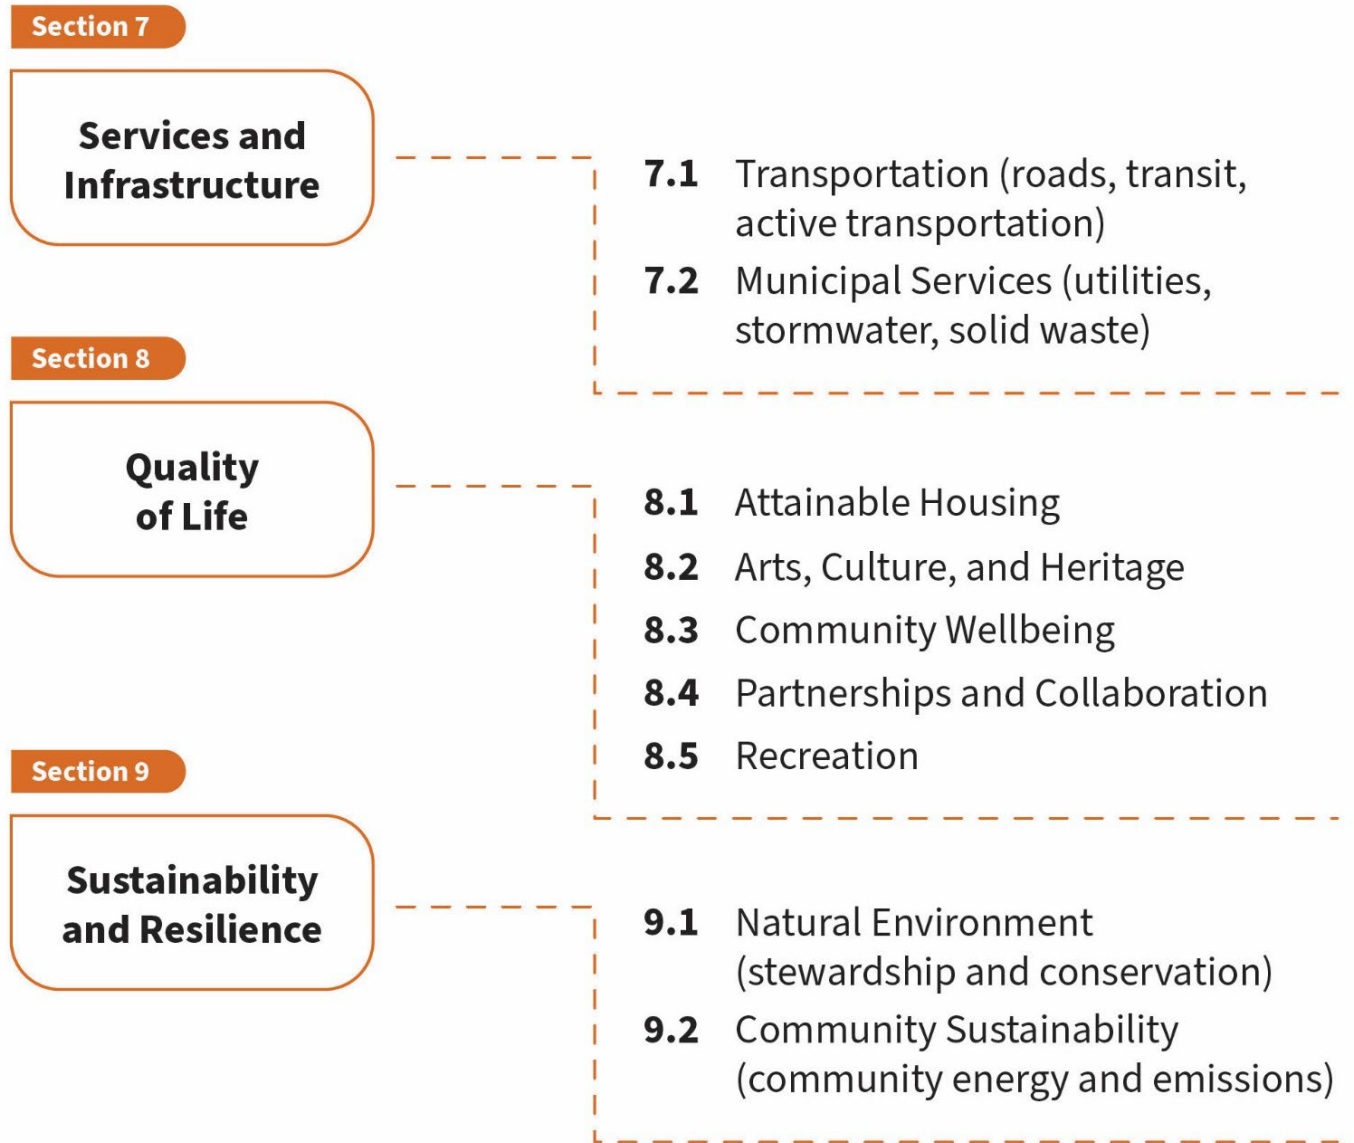 Section 7
Services and
Infrastructure
7.1 Transportation (roads, transit,
active transportation)
7.2 Municipal Services (utilities,
stormwater, solid waste)
Section 8
Quality
of Life
8.1 Attainable Housing
8.2 Arts, Culture, and Heritage
8.3 Community Wellbeing
8.4 Partnerships and Collaboration
8.5 Recreation
Section 9
Sustainability
and Resilience
9.1 Natural Environment
(stewardship and conservation)
9.2 Community Sustainability
(community energy and emissions)